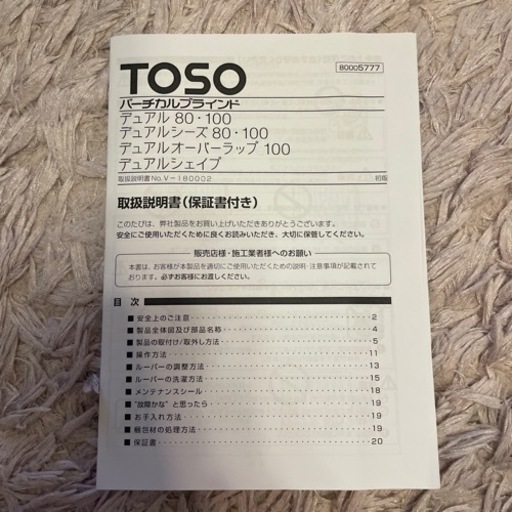 TOSO
80005777
バーチカルブラインド
デュアル 80・100
デュアルシーズ 80・100
デュアルオーバーラップ 100
デュアルシェイプ
取扱説明書No.V－180002 初版
取扱説明書（保証書付き）
このたびは、弊社製品をお買い上げいただきありがとうございます。
安全にご使用いただくために良くお読みいただき、大切に保管してください。
販売店様・施工業者様へのお願い
本書は、お客様が本製品を適切にご使用いただくための説明・注意事項が記載され
ております。必ずお客様にお渡しください。
目 次
■ 安全上のご注意 2
■ 製品全体図及び部品名称 4
■ 製品の取付け/取外し方法 5
■ 操作方法 11
■ ルーバーの調整方法 13
■ ルーバーの洗濯方法 15
■ メンテナンスシール 18
■ “故障かな”と思ったら 19
■ お手入れ方法 19
■ 梱包材の処理方法 19
■ 保証書 20